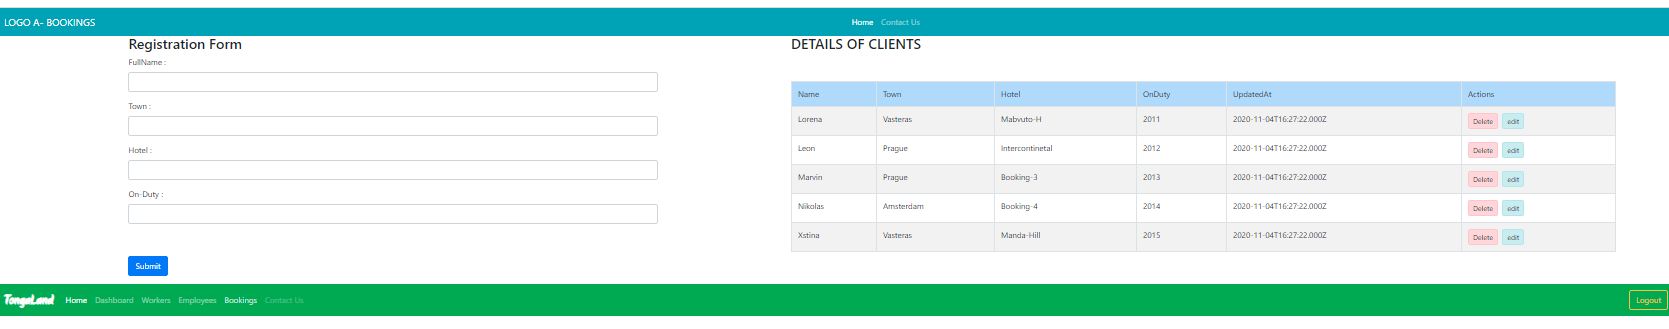 LOGO A- BOOKINGS Home Contact Us
Registration Form
FullName :
Town :
Hotel :
On-Duty :
Submit
DETAILS OF CLIENTS
Name Town Hotel OnDuty UpdatedAt Actions
Lorena Vasteras Mabvuto-H 2011 2020-11-04T16:27:22.000Z Delete edit
Leon Prague Intercontinetal 2012 2020-11-04T16:27:22.000Z Delete edit
Marvin Prague Booking-3 2013 2020-11-04T16:27:22.000Z Delete edit
Nikolas Amsterdam Booking-4 2014 2020-11-04T16:27:22.000Z Delete edit
Xstina Vasteras Manda-Hill 2015 2020-11-04T16:27:22.000Z Delete edit
TongaLand Home Dashboard Workers Employees Bookings Contact Us Logout